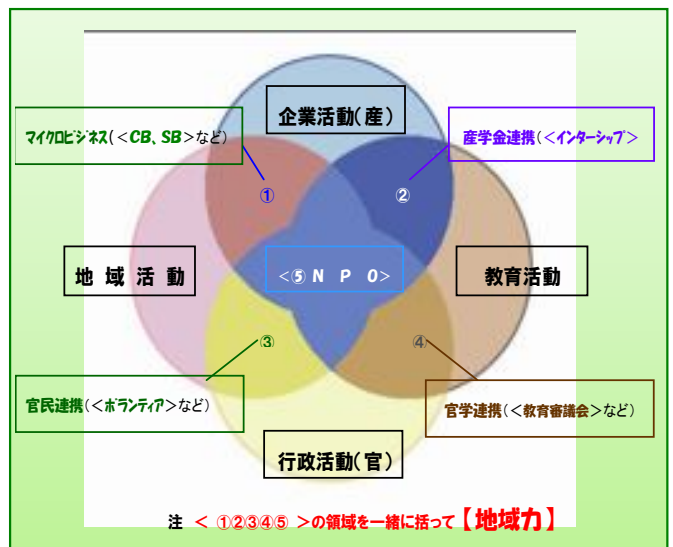 企業活動(産)
マイクロビジネス(<CB、SB>など)
産学金連携(<インターシップ>
①
②
地 域 活 動
<⑤ N P O>
教育活動
③
④
官民連携(<ボランティア>など)
官学連携(<教育審議会>など)
行政活動(官)
注 < ①②③④⑤ >の領域を一緒に括って【地域力】